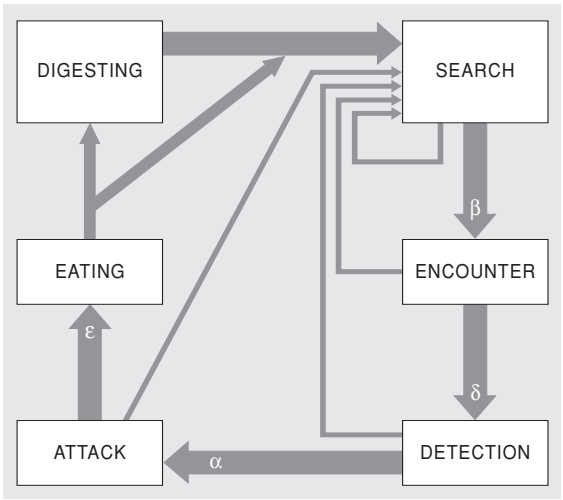 DIGESTING
SEARCH
β
EATING
ENCOUNTER
ε
δ
ATTACK
α
DETECTION